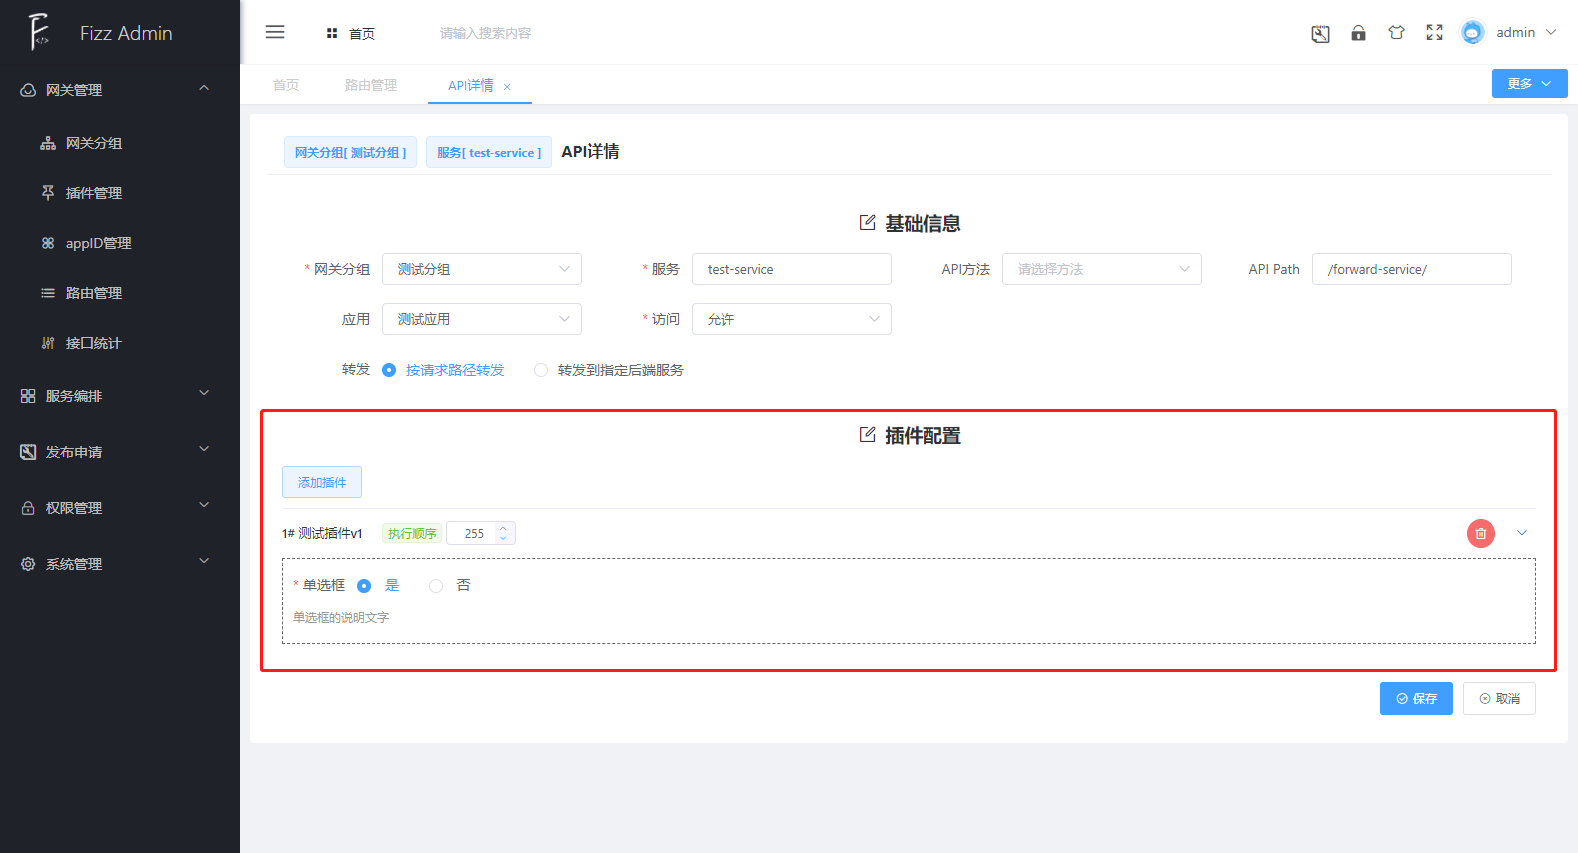 Fizz Admin
首页
请输入搜索内容
admin
首页
路由管理
API详情
更多
网关管理
网关分组
插件管理
appID管理
路由管理
接口统计
服务编排
发布申请
权限管理
系统管理
网关分组[ 测试分组 ]
服务[ test-service ]
API详情
基础信息
* 网关分组 测试分组
* 服务 test-service
API方法 请选择方法
API Path /forward-service/
应用 测试应用
* 访问 允许
转发 按请求路径转发 转发到指定后端服务
插件配置
添加插件
1# 测试插件v1 执行顺序 255
* 单选框 是 否
单选框的说明文字
保存
取消